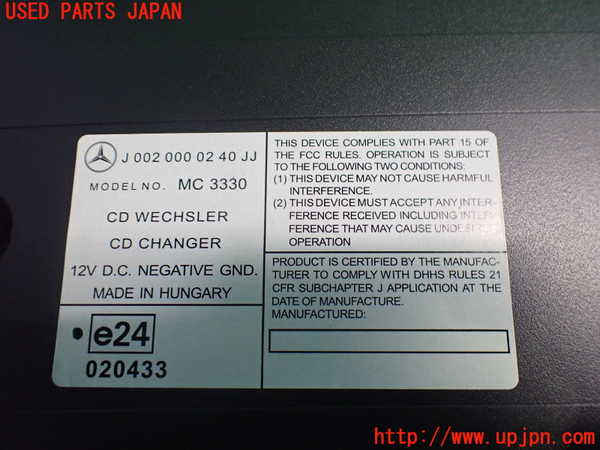 USED PARTS JAPAN
J 002 000 02 40 JJ
MODEL NO. MC 3330
CD WECHSLER
CD CHANGER
12V D.C. NEGATIVE GND.
MADE IN HUNGARY
e24
020433
THIS DEVICE COMPLIES WITH PART 15 OF
THE FCC RULES. OPERATION IS SUBJECT
TO THE FOLLOWING TWO CONDITIONS:
(1) THIS DEVICE MAY NOT CAUSE HARMFUL
INTERFERENCE.
(2) THIS DEVICE MUST ACCEPT ANY INTER-
FERENCE RECEIVED INCLUDING INTER-
FERENCE THAT MAY CAUSE UNDESIRED
OPERATION
PRODUCT IS CERTIFIED BY THE MANUFAC-
TURER TO COMPLY WITH DHHS RULES 21
CFR SUBCHAPTER J APPLICATION AT THE
DATE OF MANUFACTURE.
MANUFACTURED:
http://www.upjpn.com/